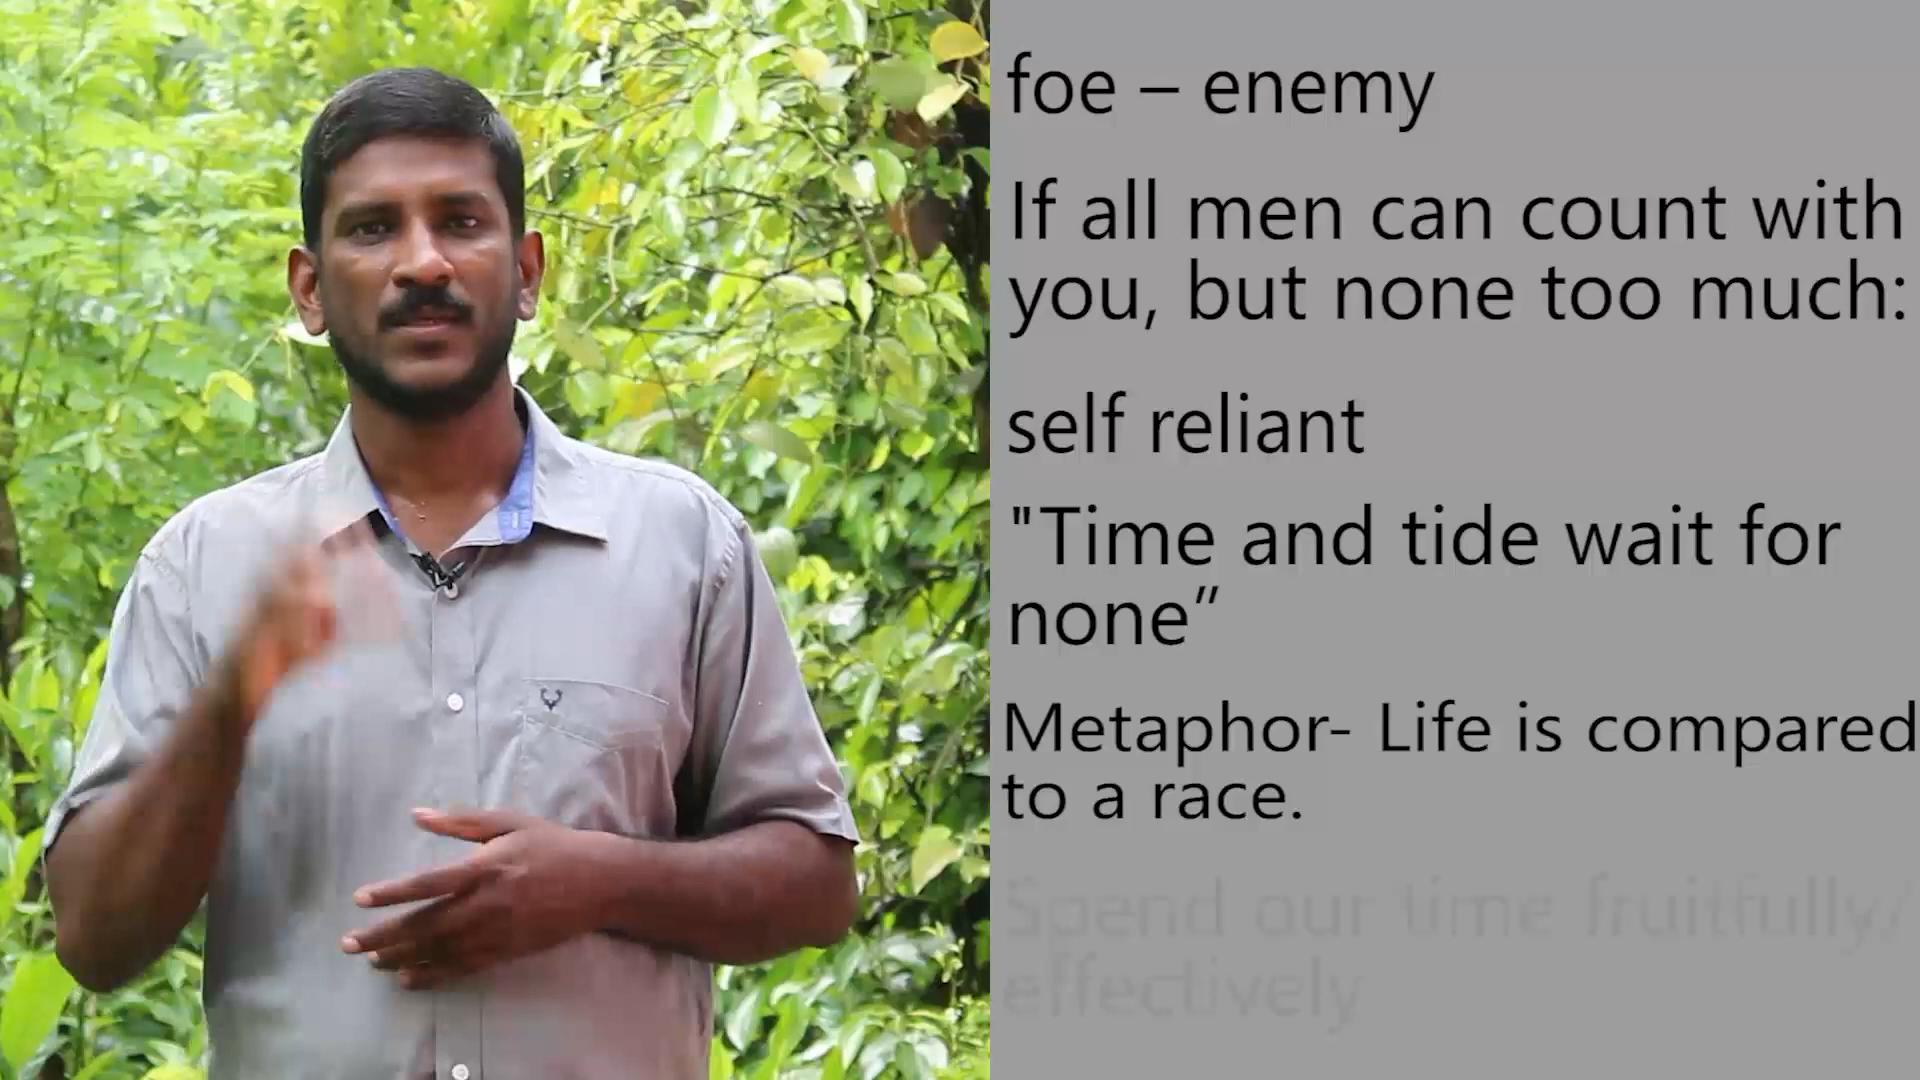 foe – enemy
If all men can count with
you, but none too much:
self reliant
"Time and tide wait for
none”
Metaphor- Life is compared
to a race.
Spend our time fruitfully/
effectively